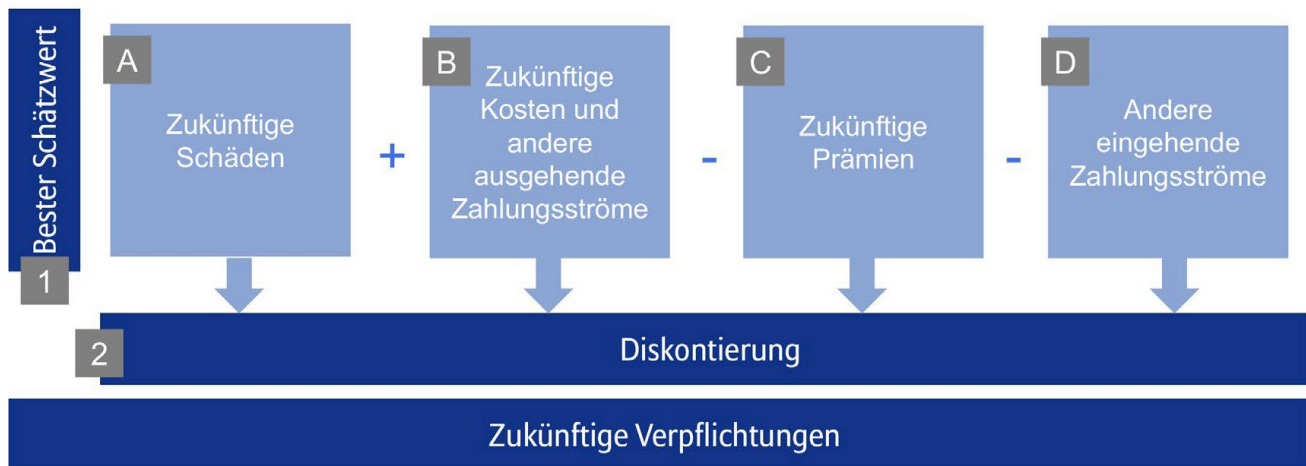 Bester Schätzwert
1
A
Zukünftige
Schäden
+
B
Zukünftige
Kosten und
andere
ausgehende
Zahlungsströme
-
C
Zukünftige
Prämien
-
D
Andere
eingehende
Zahlungsströme
2
Diskontierung
Zukünftige Verpflichtungen